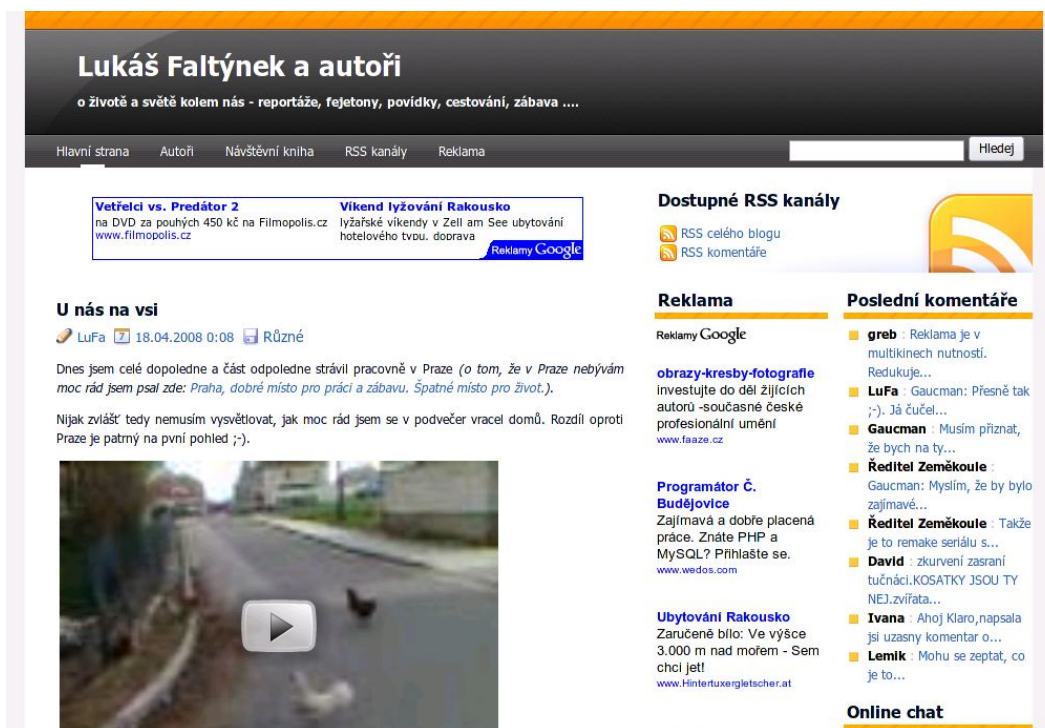 Lukáš Faltýnek a autoři
o životě a světě kolem nás - reportáže, fejetony, povídky, cestování, zábava ....
Hlavní strana Autoři Návštěvní kniha RSS kanály Reklama Hledej
Vetřelci vs. Predátor 2
na DVD za pouhých 450 kč na Filmopolis.cz
www.filmopolis.cz
Víkend lyžování Rakousko
lyžařské víkendy v Zell am See ubytování
hotelového typu, doprava
Reklamy Google
U nás na vsi
LuFa 7 18.04.2008 0:08 Různé
Dnes jsem celé dopoledne a část odpoledne strávil pracovně v Praze (o tom, že v Praze nebývám
moc rád jsem psal zde: Praha, dobré místo pro práci a zábavu. Špatné místo pro život.).
Nijak zvlášť tedy nemusím vysvětlovat, jak moc rád jsem se v podvečer vracel domů. Rozdíl oproti
Praze je patrný na pvní pohled ;-).
Dostupné RSS kanály
RSS celého blogu
RSS komentáře
Reklama
Reklamy Google
obrazy-kresby-fotografie
investujte do děl žijících
autorů -současné české
profesionální umění
www.faaze.cz
Programátor Č.
Budějovice
Zajímavá a dobře placená
práce. Znáte PHP a
MySQL? Přihlašte se.
www.wedos.com
Ubytování Rakousko
Zaručeně bílo: Ve výšce
3.000 m nad mořem - Sem
chci jet!
www.Hintertuxergletscher.at
Poslední komentáře
greb : Reklama je v
multikinech nutností.
Redukuje...
LuFa : Gaucman: Přesně tak
;-). Já čučel...
Gaucman : Musím přiznat,
že bych na ty...
Ředitel Zeměkoule :
Gaucman: Myslím, že by bylo
zajímavé...
Ředitel Zeměkoule : Takže
je to remake seriálu s...
David : zkurvení zasraní
tučnáci.KOSATKY JSOU TY
NEJ.zvířata...
Ivana : Ahoj Klaro,napsala
jsi uzasny komentar o...
Lemik : Mohu se zeptat, co
je to...
Online chat